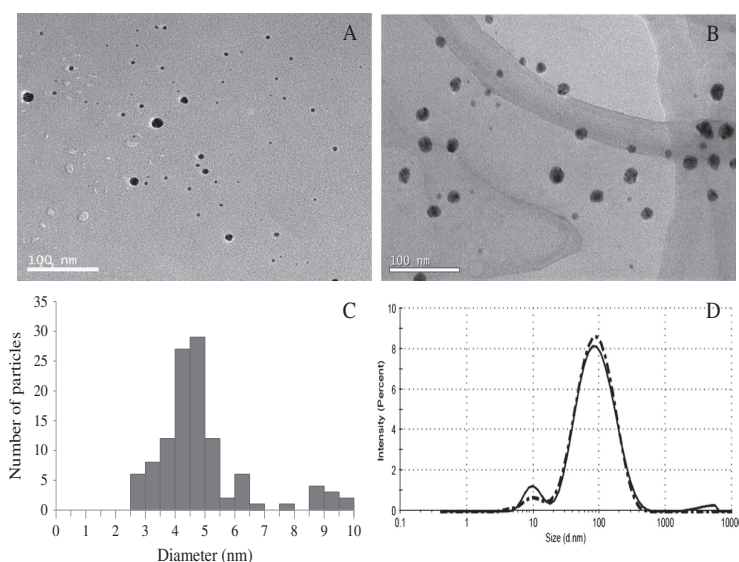 A
100 nm
B
100 nm
C
Number of particles
35
30
25
20
15
10
5
0
0 1 2 3 4 5 6 7 8 9 10
Diameter (nm)
D
Intensity (Percent)
10
8
6
4
2
0
0.1 1 10 100 1000 1000
Size (d.nm)